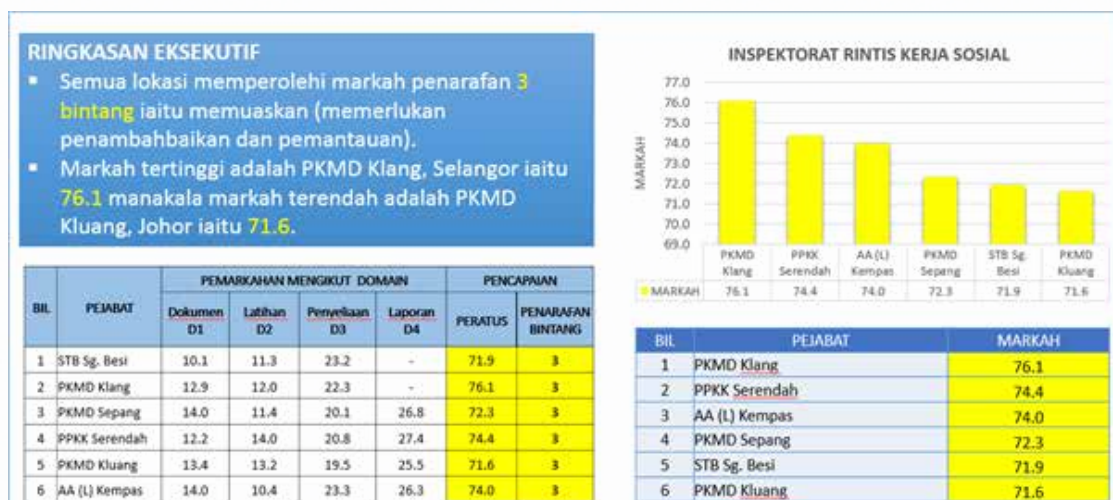 RINGKASAN EKSEKUTIF
▪ Semua lokasi memperolehi markah penarafan 3
bintang iaitu memuaskan (memerlukan
penambahbaikan dan pemantauan).
▪ Markah tertinggi adalah PKMD Klang, Selangor iaitu
76.1 manakala markah terendah adalah PKMD
Kluang, Johor iaitu 71.6.
BIL PEJABAT PEMARKAHAN MENGIKUT DOMAIN PENCAPAIAN
Dokumen D1 Latihan D2 Penyeliaan D3 Laporan D4 PERATUS PENARAFAN BINTANG
1 STB Sg. Besi 10.1 11.3 23.2 - 71.9 3
2 PKMD Klang 12.9 12.0 22.3 - 76.1 3
3 PKMD Sepang 14.0 11.4 20.1 26.8 72.3 3
4 PPKK Serendah 12.2 14.0 20.8 27.4 74.4 3
5 PKMD Kluang 13.4 13.2 19.5 25.5 71.6 3
6 AA (L) Kempas 14.0 10.4 23.3 26.3 74.0 3
INSPEKTORAT RINTIS KERJA SOSIAL
MARKAH
77.0
76.0
75.0
74.0
73.0
72.0
71.0
70.0
69.0
PKMD Klang PPKK Serendah AA (L) Kempas PKMD Sepang STB Sg. Besi PKMD Kluang
MARKAH 76.1 74.4 74.0 72.3 71.9 71.6
BIL PEJABAT MARKAH
1 PKMD Klang 76.1
2 PPKK Serendah 74.4
3 AA (L) Kempas 74.0
4 PKMD Sepang 72.3
5 STB Sg. Besi 71.9
6 PKMD Kluang 71.6